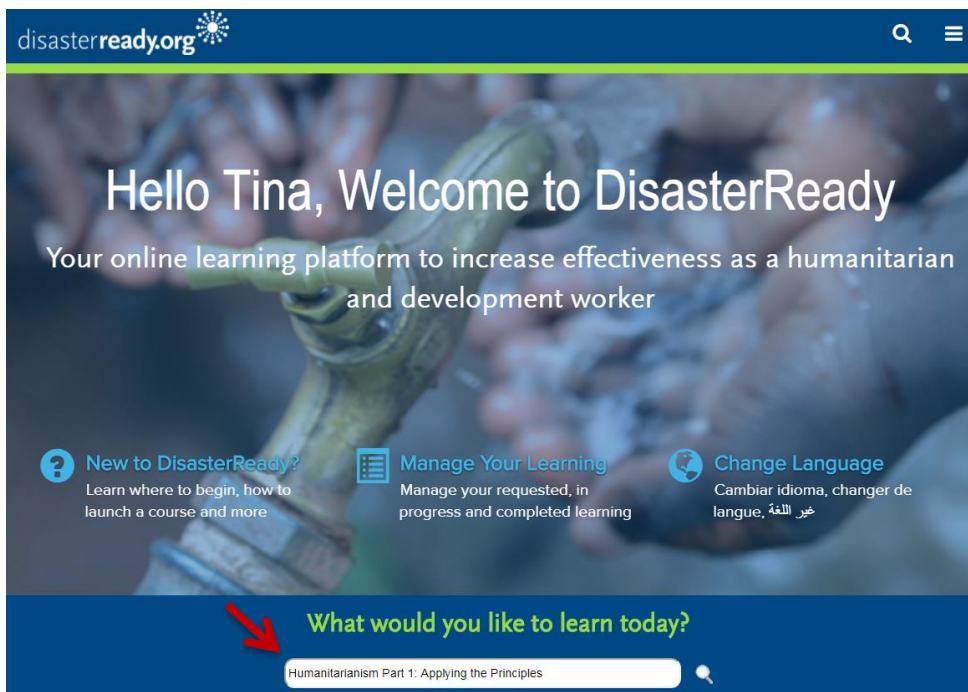 disasterready.org
Hello Tina, Welcome to DisasterReady
Your online learning platform to increase effectiveness as a humanitarian
and development worker
New to DisasterReady?
Learn where to begin, how to
launch a course and more
Manage Your Learning
Manage your requested, in
progress and completed learning
Change Language
Cambiar idioma, changer de
langue, غير اللغة
What would you like to learn today?
Humanitarianism Part 1: Applying the Principles